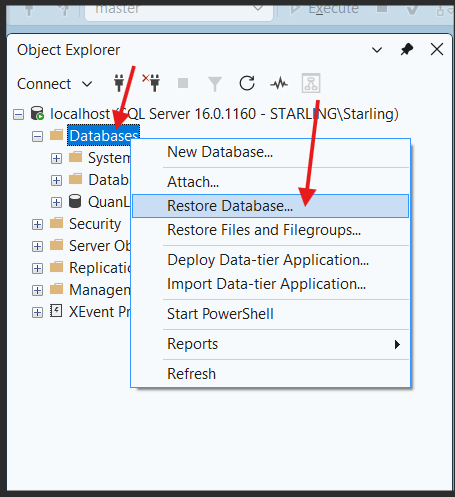 master
Execute
Object Explorer
Connect
localhost (SQL Server 16.0.1160 - STARLING\Starling)
Databases
System
Datab
QuanL
Security
Server Ob
Replicatio
Managem
XEvent Pr
New Database...
Attach...
Restore Database...
Restore Files and Filegroups...
Deploy Data-tier Application...
Import Data-tier Application...
Start PowerShell
Reports
Refresh